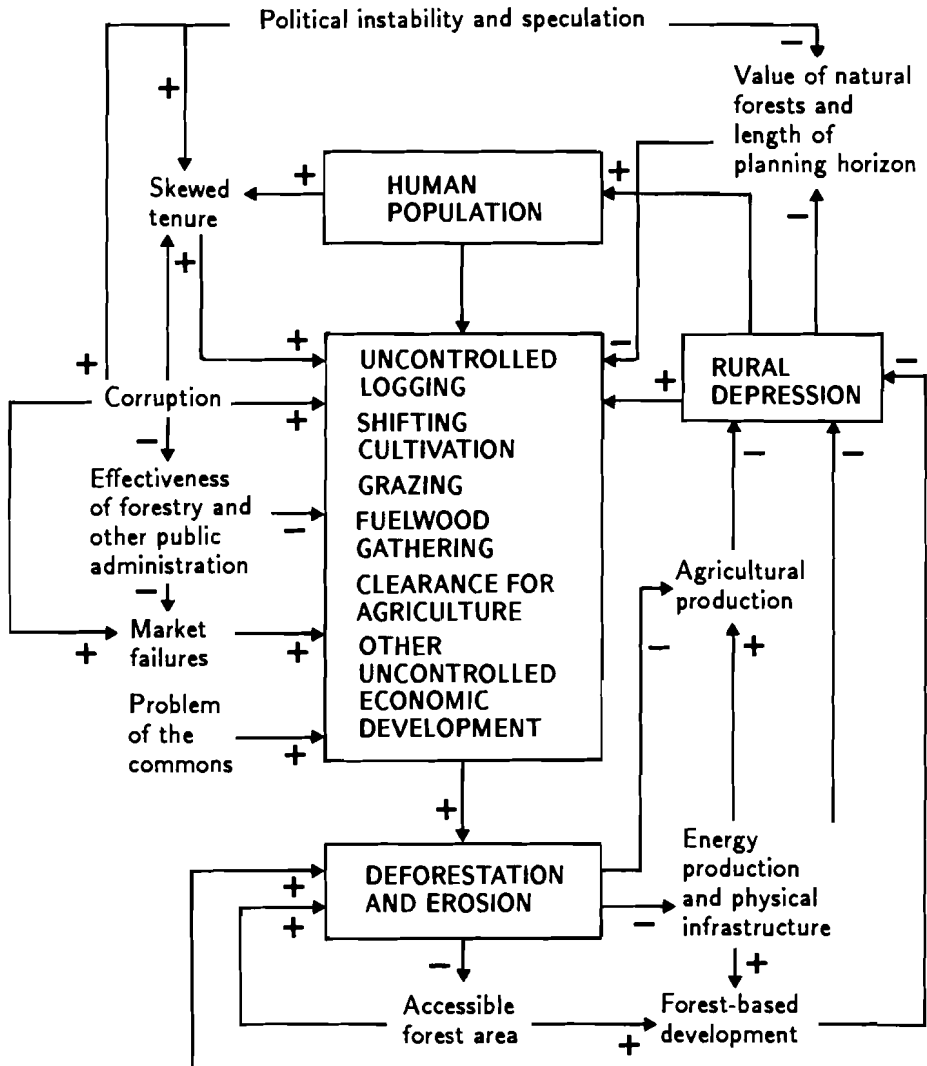 Political instability and speculation
Value of natural
forests and
length of
planning horizon
HUMAN
POPULATION
Skewed
tenure
UNCONTROLLED
LOGGING
SHIFTING
CULTIVATION
GRAZING
FUELWOOD
GATHERING
CLEARANCE FOR
AGRICULTURE
OTHER
UNCONTROLLED
ECONOMIC
DEVELOPMENT
RURAL
DEPRESSION
Corruption
Effectiveness
of forestry and
other public
administration
Market
failures
Problem
of the
commons
Agricultural
production
DEFORESTATION
AND EROSION
Energy
production
and physical
infrastructure
Accessible
forest area
Forest-based
development